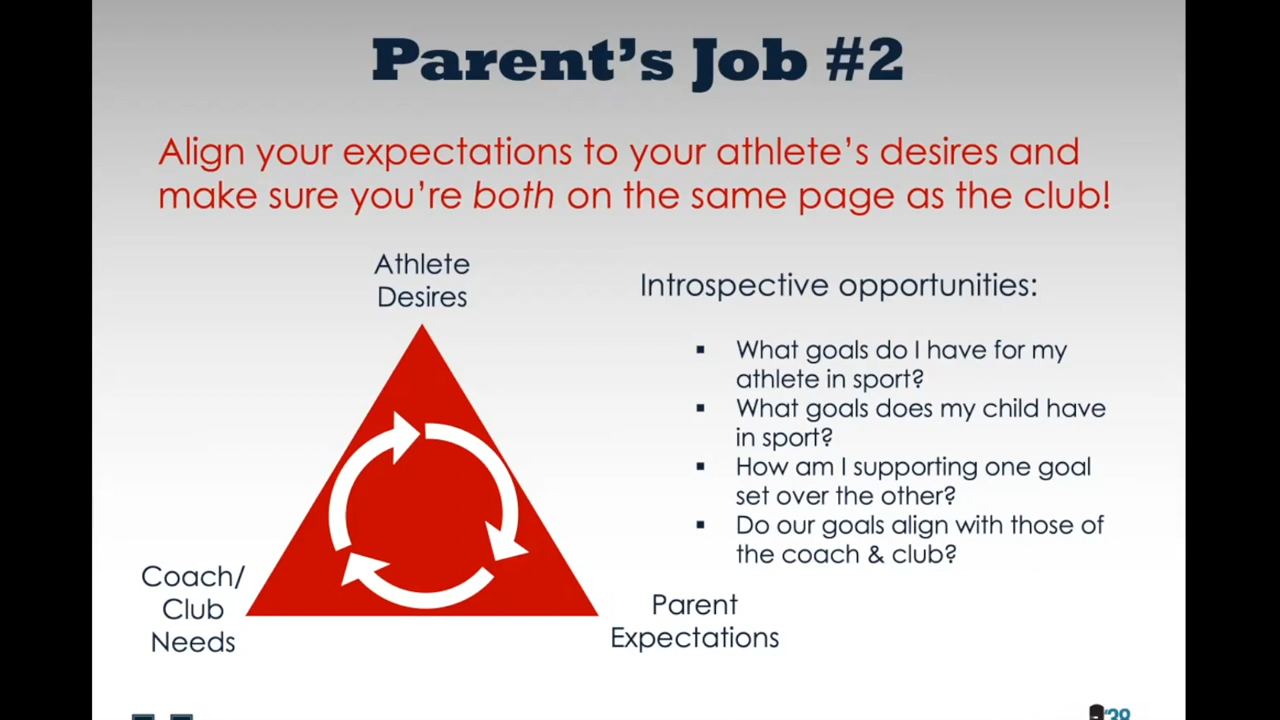 Parent's Job #2
Align your expectations to your athlete's desires and
make sure you're both on the same page as the club!
Athlete
Desires
Introspective opportunities:
▪ What goals do I have for my
athlete in sport?
▪ What goals does my child have
in sport?
▪ How am I supporting one goal
set over the other?
▪ Do our goals align with those of
the coach & club?
Coach/
Club
Needs
Parent
Expectations
'38